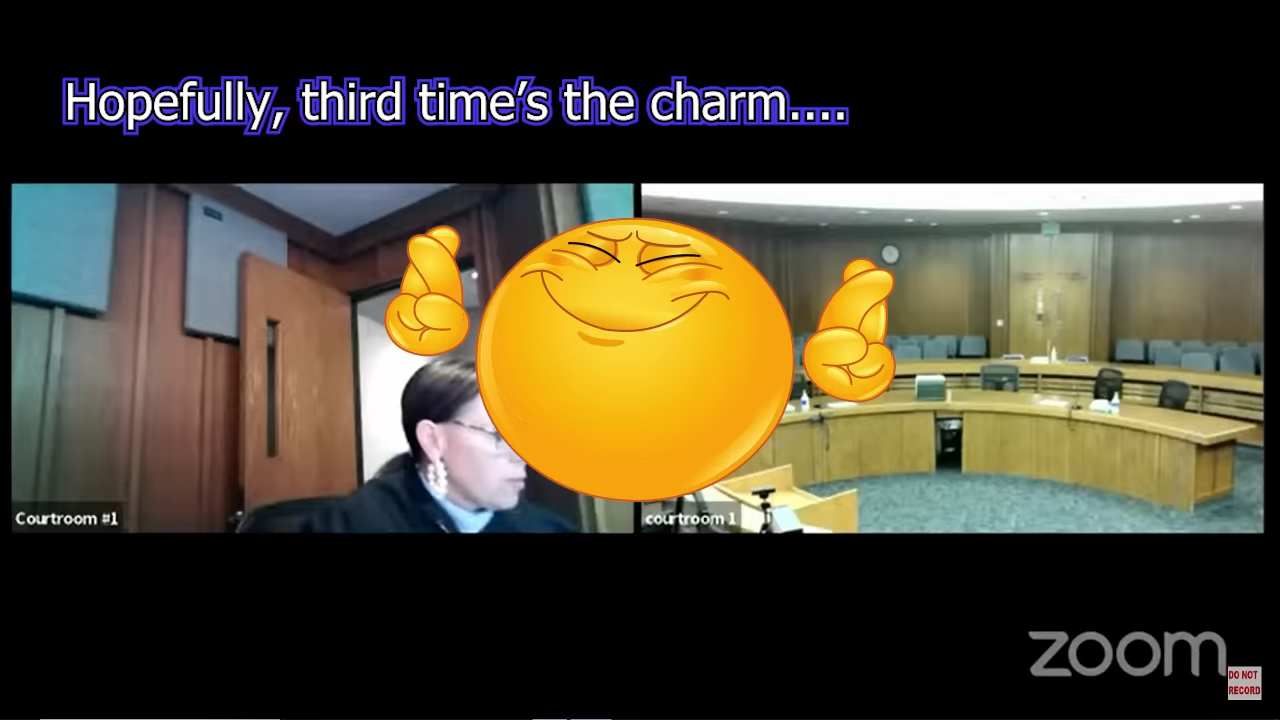 Hopefully, third time's the charm....
Courtroom #1
courtroom 1
zoom
DO NOT
RECORD